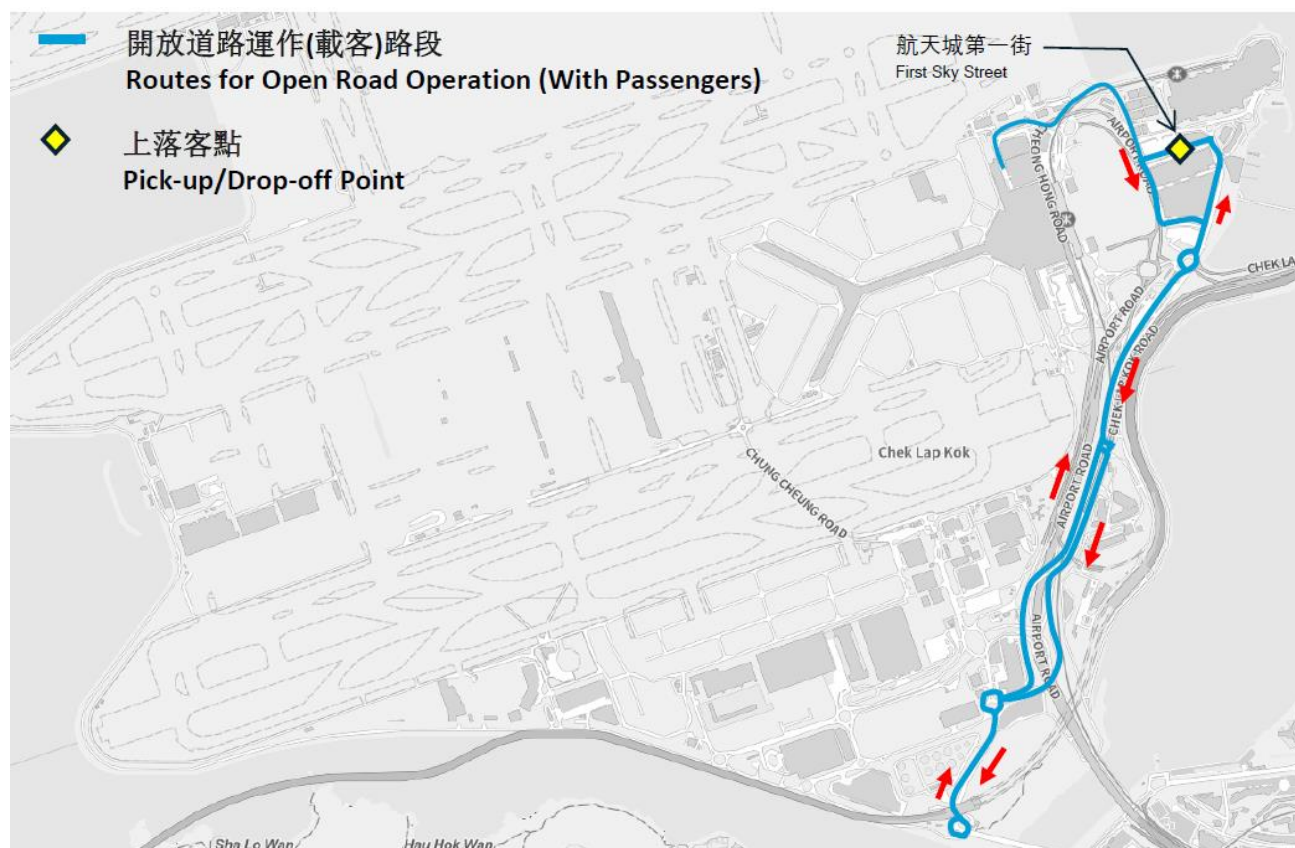 開放道路運作(載客)路段
Routes for Open Road Operation (With Passengers)
上落客點
Pick-up/Drop-off Point
航天城第一街
First Sky Street
CHEONG HONG ROAD
AIRPORT ROAD
CHEK LA
AIRPORT ROAD
CHEK LAP KOK ROAD
Chek Lap Kok
CHUNG CHEUNG ROAD
AIRPORT ROAD
AIRPORT ROAD
Sha Lo Wan
Hau Hok Wan